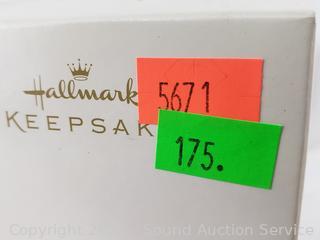 Hallmark
5671
KEEPSAK
175.
Sound Auction Service